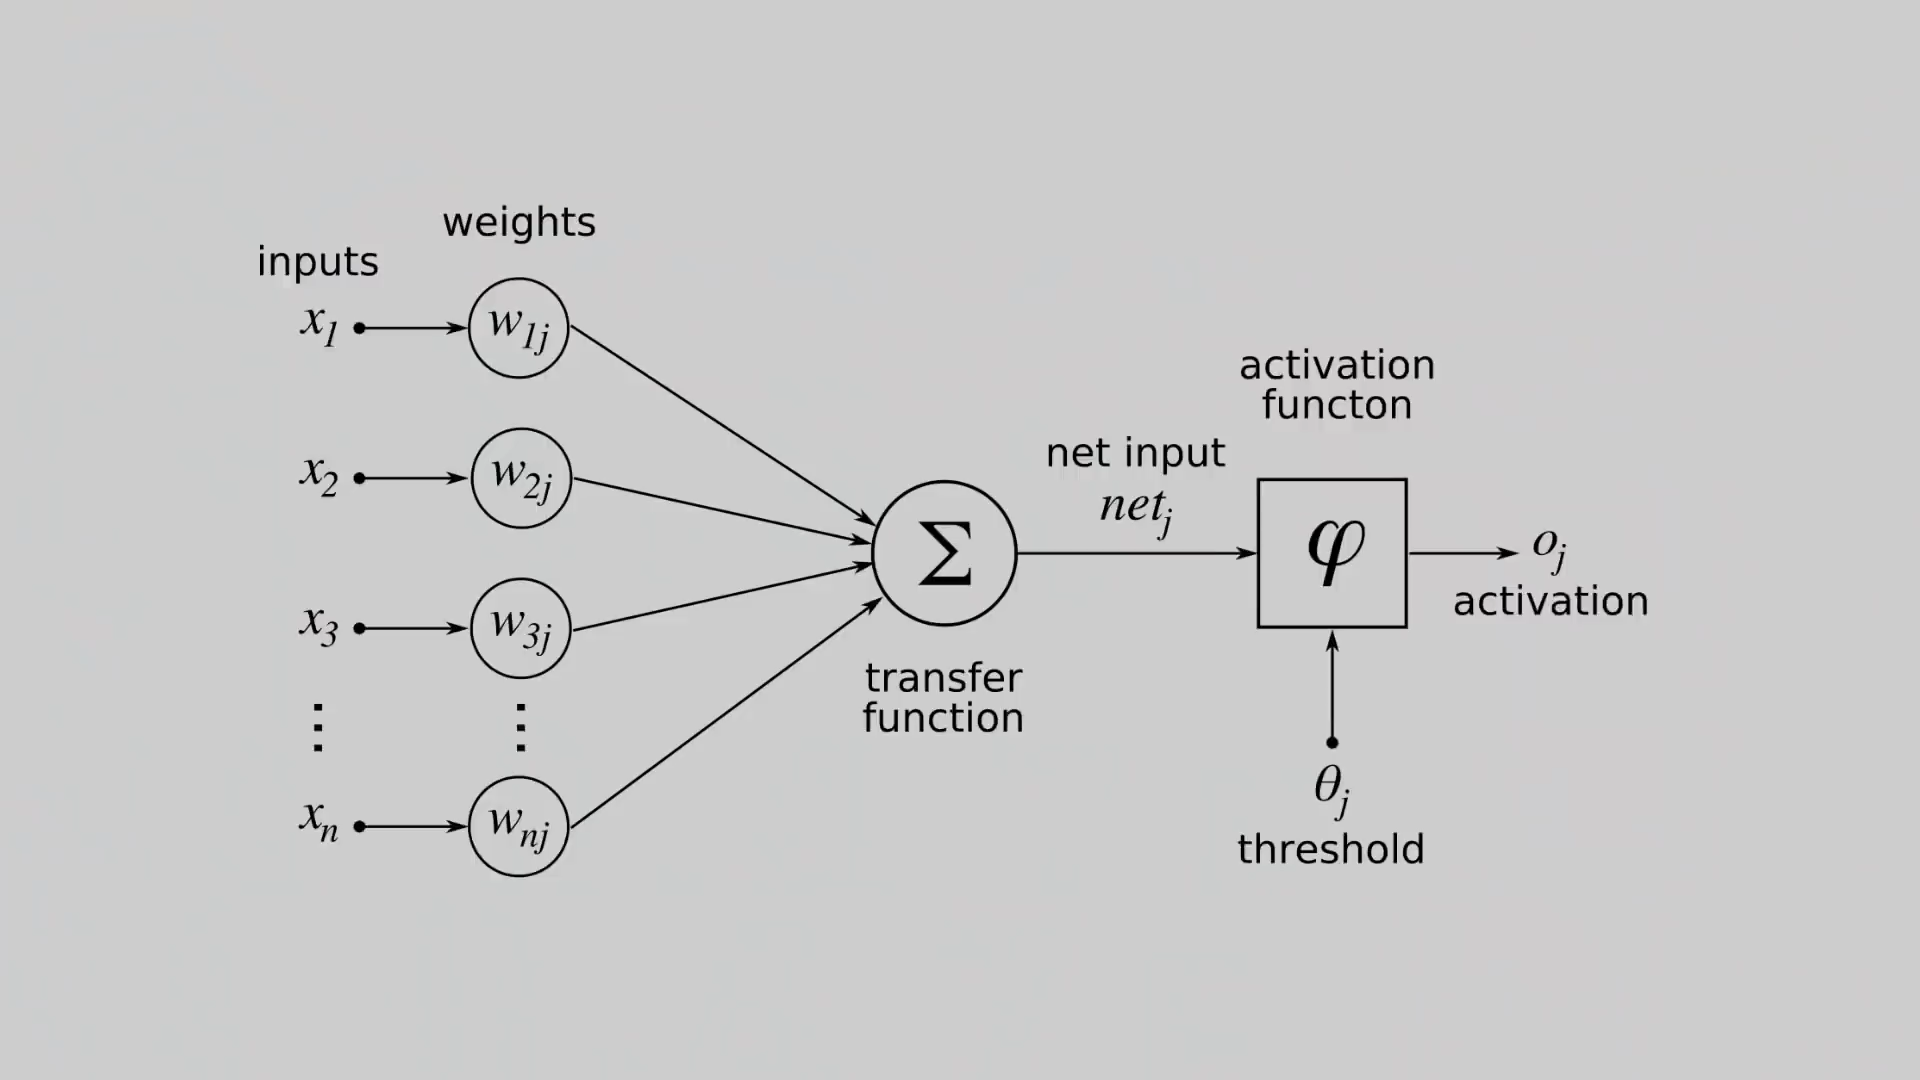 weights
inputs
x1 w1j
x2 w2j
x3 w3j
⋮ ⋮
xn wnj
Σ
transfer
function
net input
netj
activation
functon
φ
oj
activation
θj
threshold